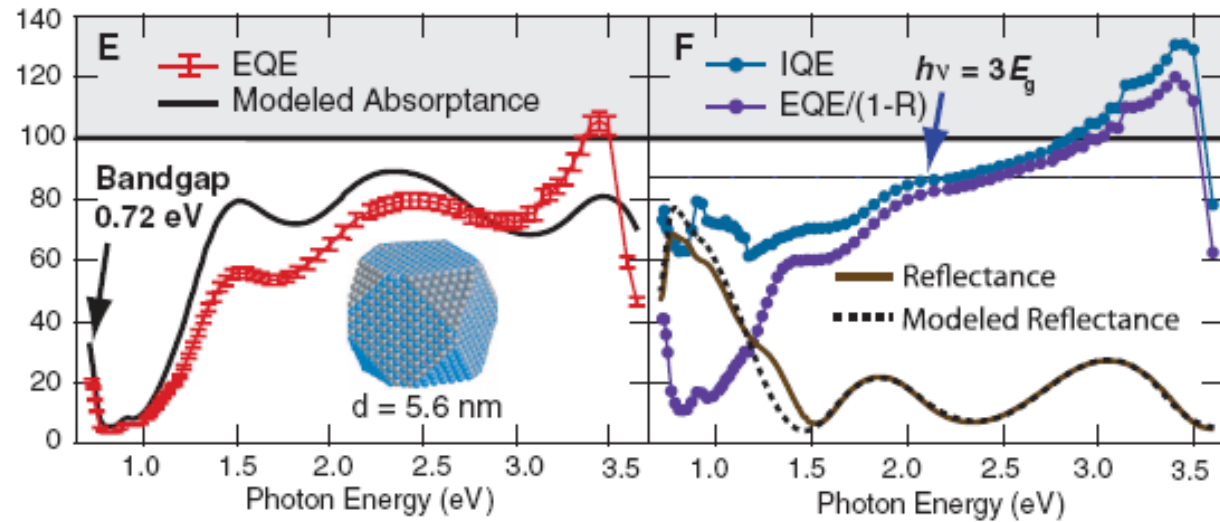 140
120
100
80
60
40
20
0
E
EQE
Modeled Absorptance
Bandgap
0.72 eV
d = 5.6 nm
1.0 1.5 2.0 2.5 3.0 3.5
Photon Energy (eV)
F
IQE
EQE/(1-R)
hν = 3Eg
Reflectance
Modeled Reflectance
1.0 1.5 2.0 2.5 3.0 3.5
Photon Energy (eV)